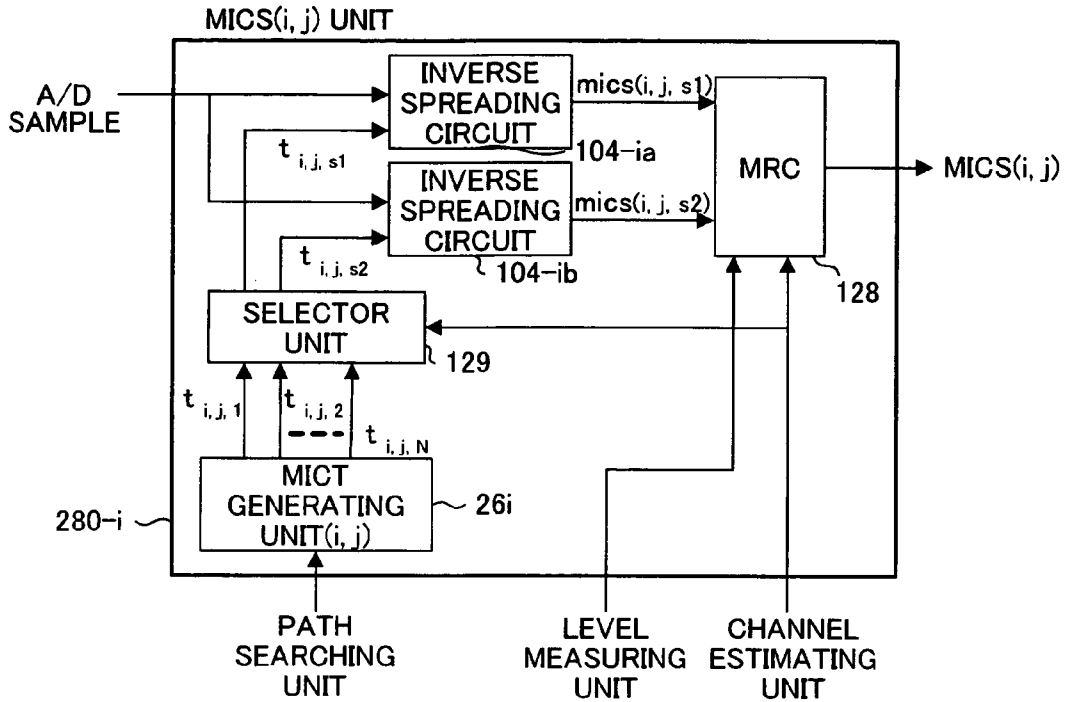 MICS(i, j) UNIT
A/D
SAMPLE
INVERSE
SPREADING
CIRCUIT
mics(i, j, s1)
104-ia
t i, j, s1
INVERSE
SPREADING
CIRCUIT
mics(i, j, s2)
104-ib
t i, j, s2
MRC
MICS(i, j)
128
SELECTOR
UNIT
129
t i, j, 1
t i, j, 2
t i, j, N
MICT
GENERATING
UNIT(i, j)
26i
280-i
PATH
SEARCHING
UNIT
LEVEL
MEASURING
UNIT
CHANNEL
ESTIMATING
UNIT